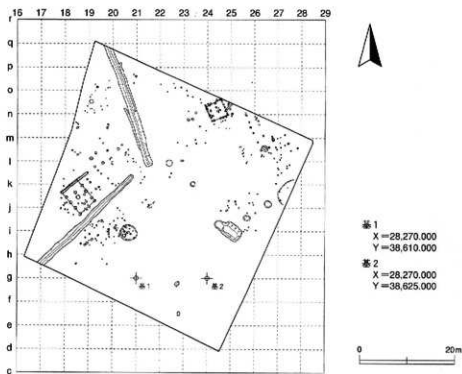 16 17 18 19 20 21 22 23 24 25 26 27 28 29
r
q
p
o
n
m
l
k
j
i
h
g
f
e
d
c
基1
基2
基1
X=28,270.000
Y=38,610.000
基2
X=28,270.000
Y=38,625.000
0 20m